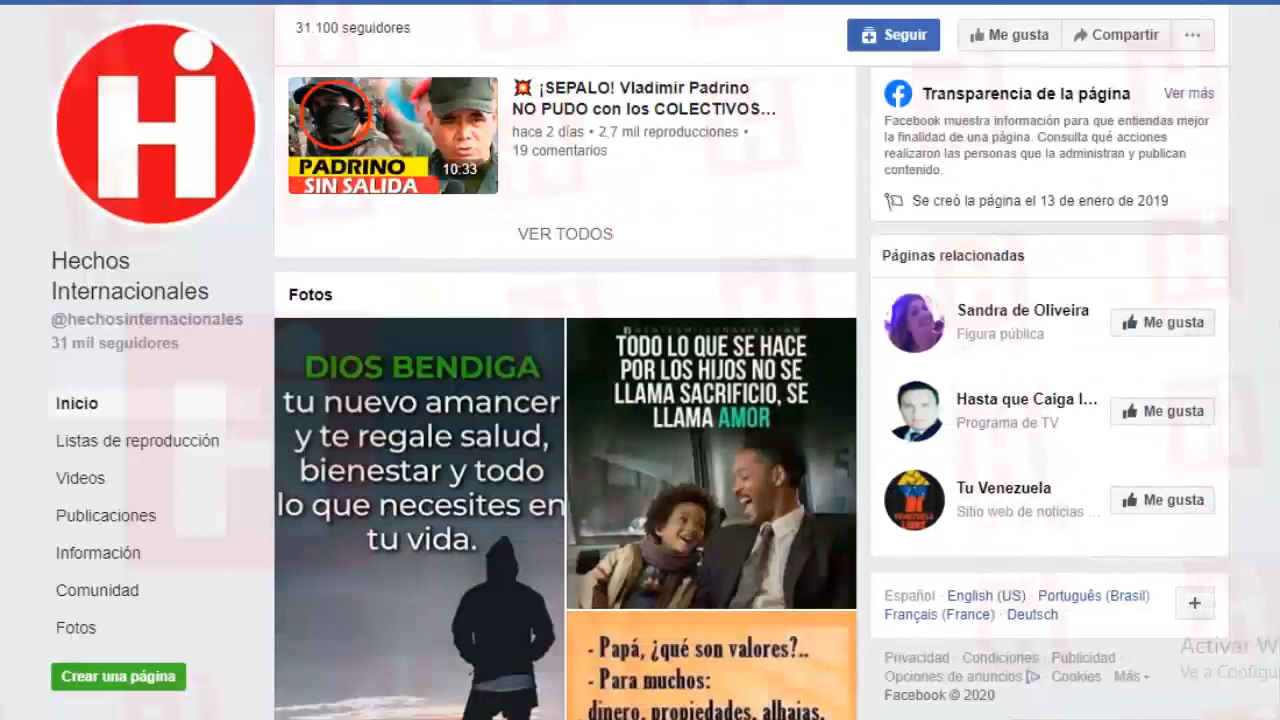 31.100 seguidores
Seguir
Me gusta
Compartir
Hi
¡SEPALO! Vladimir Padrino
NO PUDO con los COLECTIVOS...
hace 2 días • 2,7 mil reproducciones •
19 comentarios
PADRINO
SIN SALIDA
10:33
VER TODOS
Transparencia de la página
Ver más
Facebook muestra información para que entiendas mejor
la finalidad de una página. Consulta qué acciones
realizaron las personas que la administran y publican
contenido.
Se creó la página el 13 de enero de 2019
Hechos
Internacionales
@hechosinternacionales
31 mil seguidores
Inicio
Listas de reproducción
Videos
Publicaciones
Información
Comunidad
Fotos
Crear una página
Fotos
DIOS BENDIGA
tu nuevo amancer
y te regale salud,
bienestar y todo
lo que necesites en
tu vida.
TODO LO QUE SE HACE
POR LOS HIJOS NO SE
LLAMA SACRIFICIO, SE
LLAMA AMOR
- Papá, ¿qué son valores?..
- Para muchos:
dinero, propiedades, alhajas,
Páginas relacionadas
Sandra de Oliveira
Figura pública
Me gusta
Hasta que Caiga l...
Programa de TV
Me gusta
Tu Venezuela
Sitio web de noticias ...
Me gusta
VENEZUELA
Español · English (US) · Português (Brasil)
Français (France) · Deutsch
Privacidad · Condiciones · Publicidad ·
Opciones de anuncios · Cookies · Más
Facebook © 2020
Activar W
Ve a Configu